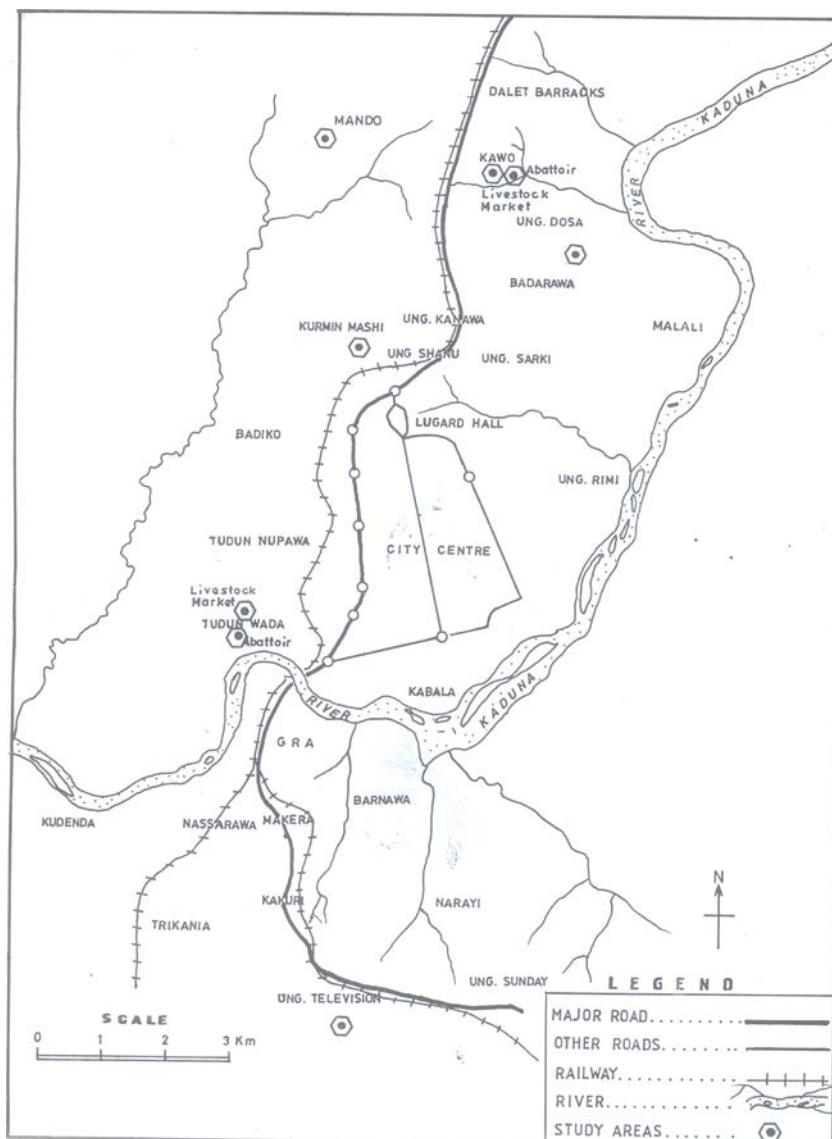 DALET BARRACKS
RIVER KADUNA
MANDO
KAWO
Abattoir
Livestock
Market
UNG. DOSA
BADARAWA
UNG. KANAWA
MALALI
KURMIN MASHI
UNG SHANU
UNG. SARKI
LUGARD HALL
BADIKO
UNG. RIMI
TUDUN NUPAWA
CITY CENTRE
Livestock
Market
TUDUN WADA
Abattoir
KABALA
RIVER KADUNA
GRA
BARNAWA
KUDENDA
NASSARAWA
MAKERA
N
KAKURI
NARAYI
TRIKANIA
UNG. SUNDAY
UNG. TELEVISION
SCALE
0 1 2 3 Km
LEGEND
MAJOR ROAD..........
OTHER ROADS........
RAILWAY............
RIVER..............
STUDY AREAS........